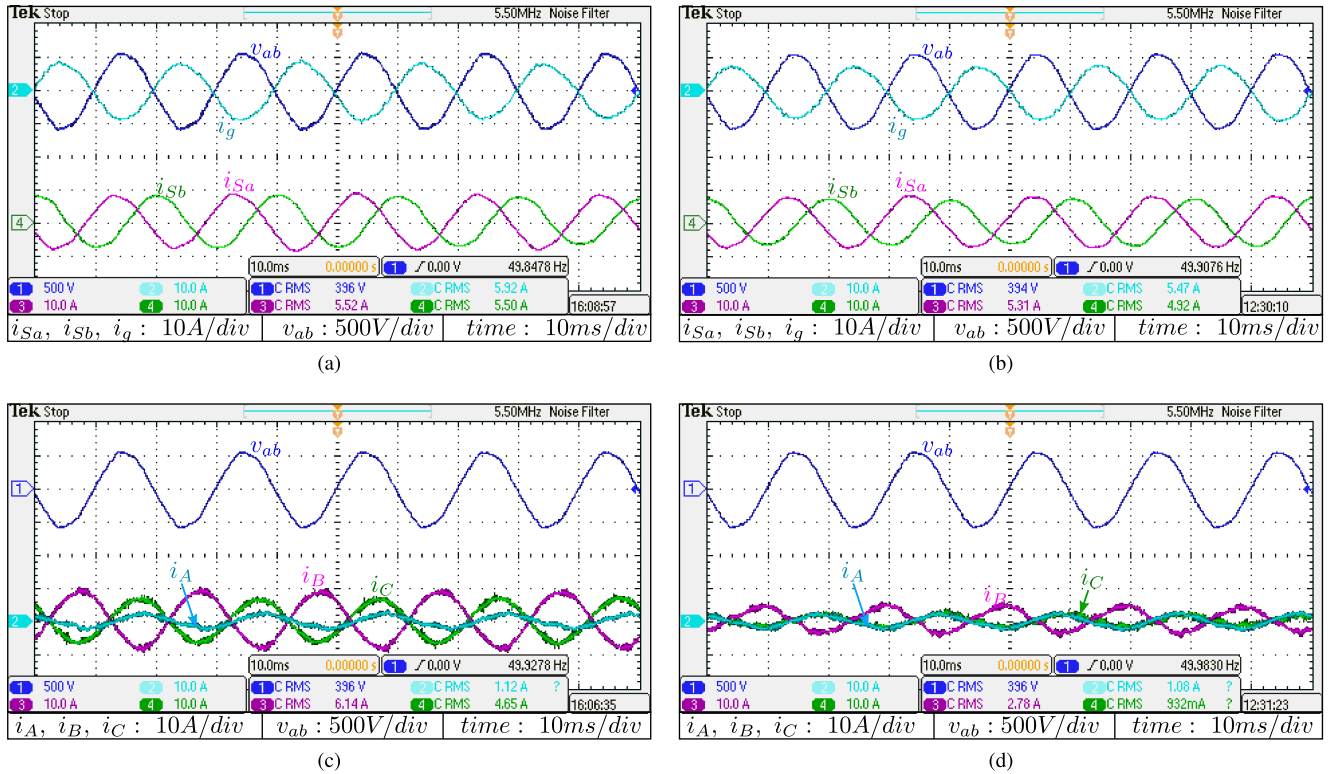 Tek Stop 5.50MHz Noise Filter
v_ab
2
i_g
i_Sb i_Sa
4
10.0ms 0.00000 s 1 / 0.00 V 49.8478 Hz
1 500 V 2 10.0 A 1 C RMS 396 V 2 C RMS 5.92 A
3 10.0 A 4 10.0 A 3 C RMS 5.52 A 4 C RMS 5.50 A 16:08:57
i_Sa, i_Sb, i_g : 10A/div v_ab : 500V/div time : 10ms/div
(a)
Tek Stop 5.50MHz Noise Filter
v_ab
2
i_g
i_Sb i_Sa
4
10.0ms 0.00000 s 1 / 0.00 V 49.9076 Hz
1 500 V 2 10.0 A 1 C RMS 394 V 2 C RMS 5.47 A
3 10.0 A 4 10.0 A 3 C RMS 5.31 A 4 C RMS 4.92 A 12:30:10
i_Sa, i_Sb, i_g : 10A/div v_ab : 500V/div time : 10ms/div
(b)
Tek Stop 5.50MHz Noise Filter
v_ab
1
i_A i_B i_C
2
10.0ms 0.00000 s 1 / 0.00 V 49.9278 Hz
1 500 V 2 10.0 A 1 C RMS 396 V 2 C RMS 1.12 A ?
3 10.0 A 4 10.0 A 3 C RMS 6.14 A 4 C RMS 4.65 A 16:06:35
i_A, i_B, i_C : 10A/div v_ab : 500V/div time : 10ms/div
(c)
Tek Stop 5.50MHz Noise Filter
v_ab
1
i_A i_B i_C
2
10.0ms 0.00000 s 1 / 0.00 V 49.9830 Hz
1 500 V 2 10.0 A 1 C RMS 396 V 2 C RMS 1.08 A ?
3 10.0 A 4 10.0 A 3 C RMS 2.78 A 4 C RMS 932mA ? 12:31:23
i_A, i_B, i_C : 10A/div v_ab : 500V/div time : 10ms/div
(d)